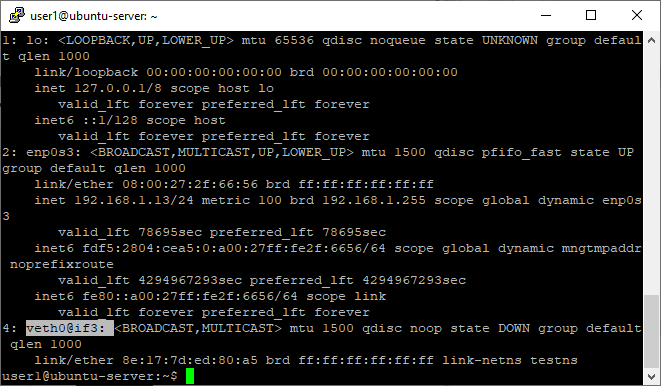 user1@ubuntu-server: ~
1: lo: <LOOPBACK,UP,LOWER_UP> mtu 65536 qdisc noqueue state UNKNOWN group defaul
t qlen 1000
    link/loopback 00:00:00:00:00:00 brd 00:00:00:00:00:00
    inet 127.0.0.1/8 scope host lo
       valid_lft forever preferred_lft forever
    inet6 ::1/128 scope host
       valid_lft forever preferred_lft forever
2: enp0s3: <BROADCAST,MULTICAST,UP,LOWER_UP> mtu 1500 qdisc pfifo_fast state UP
group default qlen 1000
    link/ether 08:00:27:2f:66:56 brd ff:ff:ff:ff:ff:ff
    inet 192.168.1.13/24 metric 100 brd 192.168.1.255 scope global dynamic enp0s
3
       valid_lft 78695sec preferred_lft 78695sec
    inet6 fdf5:2804:cea5:0:a00:27ff:fe2f:6656/64 scope global dynamic mngtmpaddr
 noprefixroute
       valid_lft 4294967293sec preferred_lft 4294967293sec
    inet6 fe80::a00:27ff:fe2f:6656/64 scope link
       valid_lft forever preferred_lft forever
4: veth0@if3: <BROADCAST,MULTICAST> mtu 1500 qdisc noop state DOWN group default
 qlen 1000
    link/ether 8e:17:7d:ed:80:a5 brd ff:ff:ff:ff:ff:ff link-netns testns
user1@ubuntu-server:~$